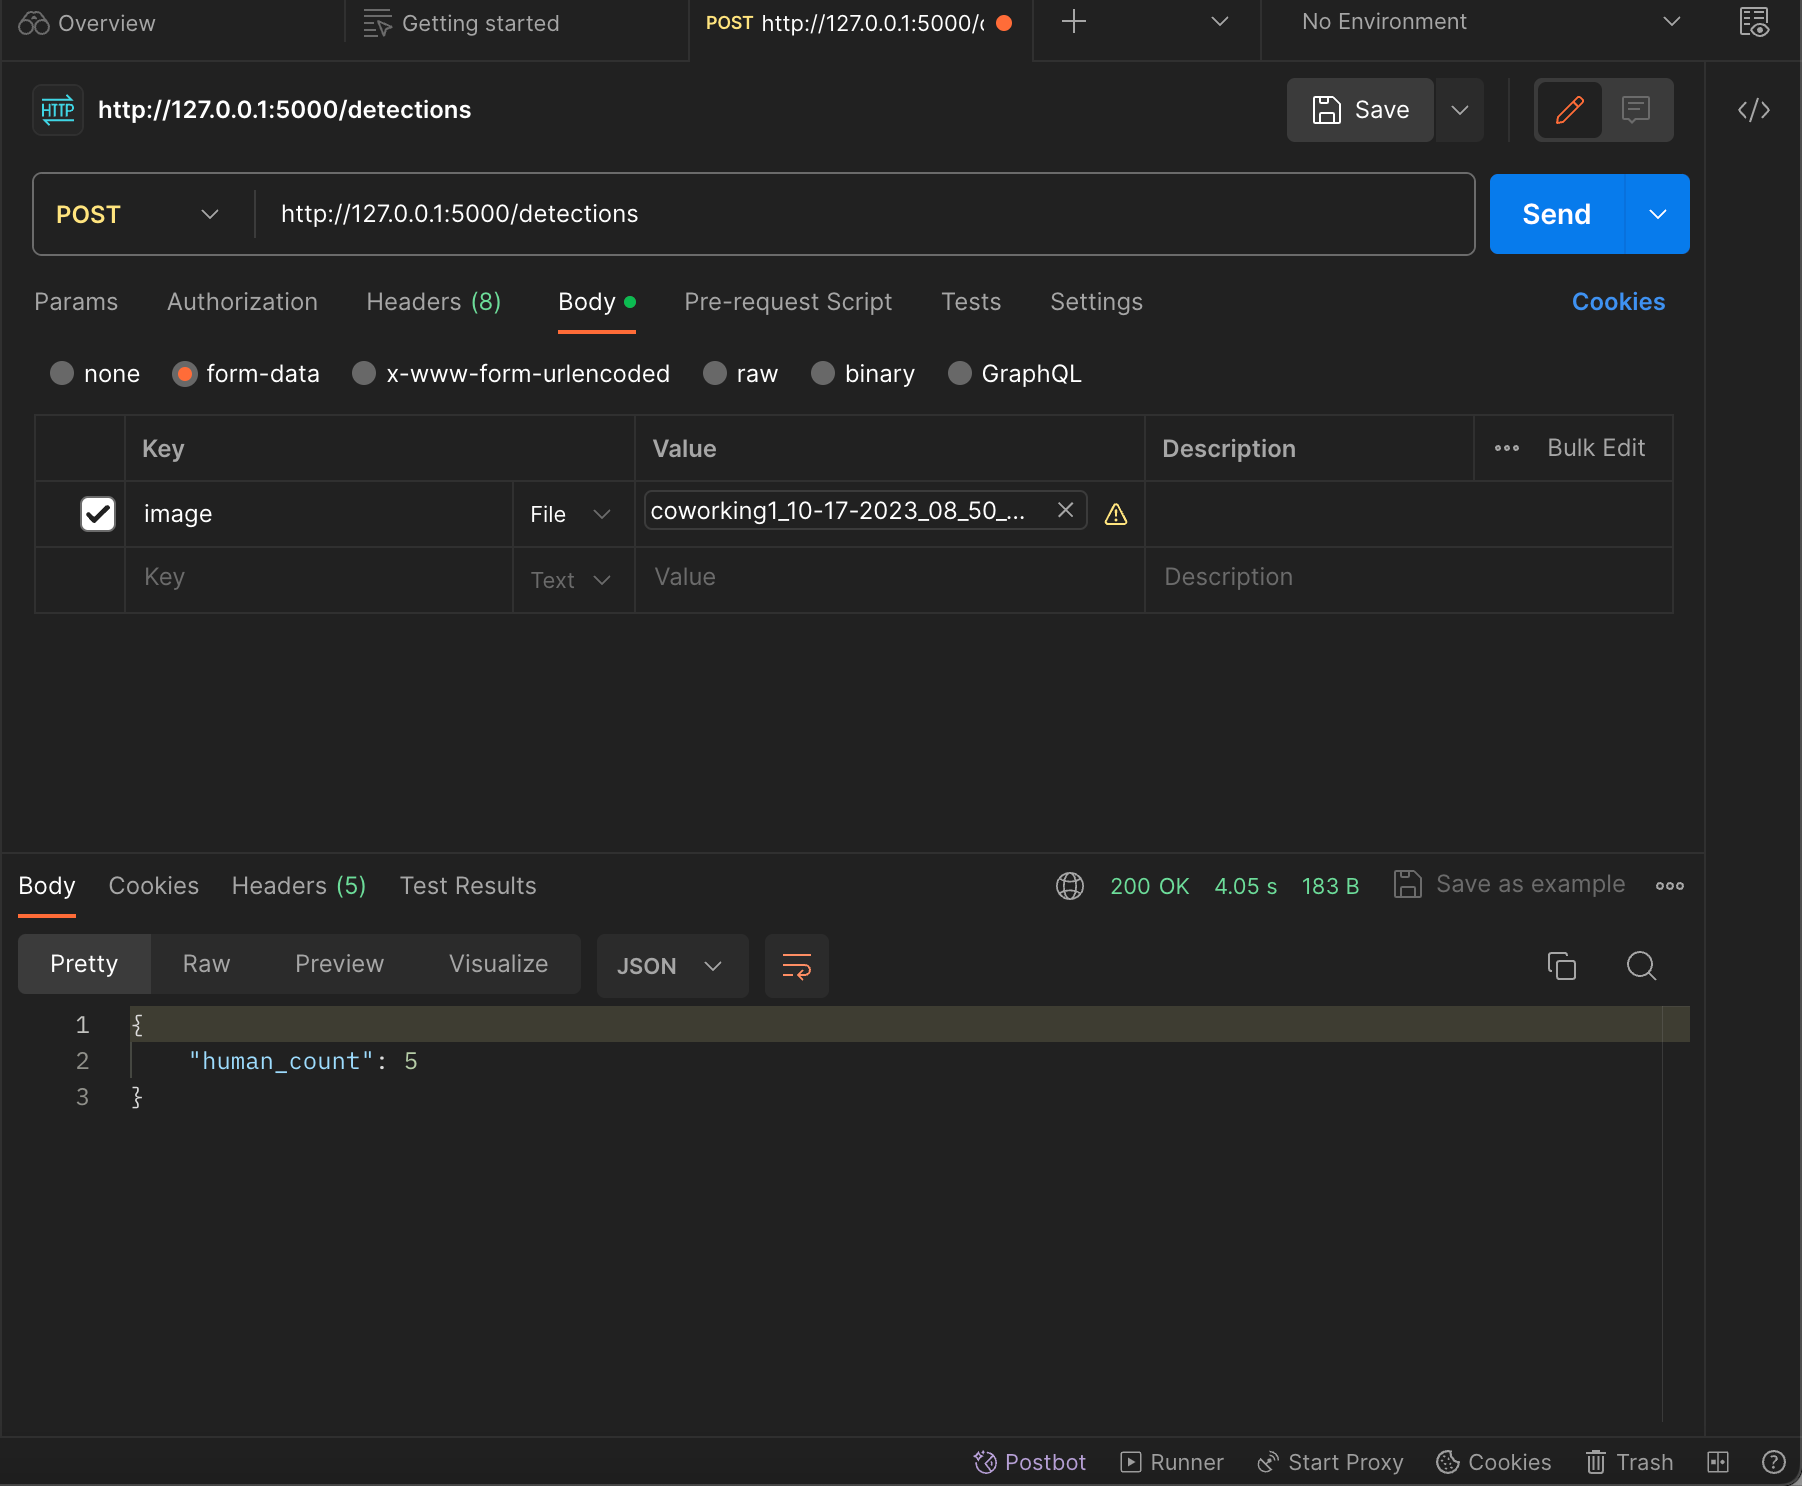 Overview
Getting started
POST http://127.0.0.1:5000/
No Environment
HTTP http://127.0.0.1:5000/detections
Save
POST http://127.0.0.1:5000/detections
Send
Params Authorization Headers (8) Body Pre-request Script Tests Settings Cookies
none form-data x-www-form-urlencoded raw binary GraphQL
Key Value Description Bulk Edit
image File coworking1_10-17-2023_08_50_...
Key Text Value Description
Body Cookies Headers (5) Test Results 200 OK 4.05 s 183 B Save as example
Pretty Raw Preview Visualize JSON
1 {
2 "human_count": 5
3 }
Postbot Runner Start Proxy Cookies Trash